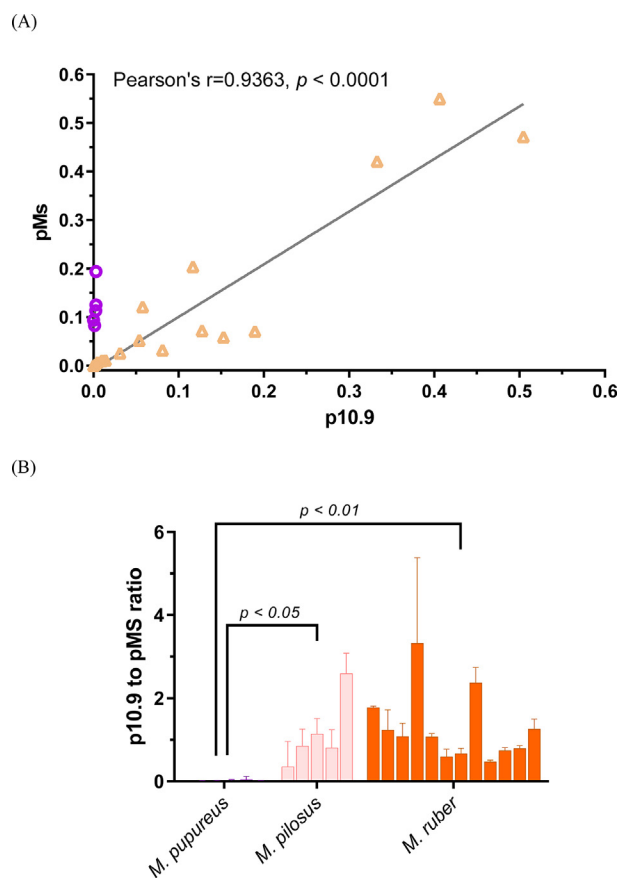 (A)
Pearson's r=0.9363, p < 0.0001
pMs
0.6
0.5
0.4
0.3
0.2
0.1
0.0
0.0 0.1 0.2 0.3 0.4 0.5 0.6
p10.9
(B)
p < 0.01
p < 0.05
p10.9 to pMS ratio
6
4
2
0
M. pupureus M. pilosus M. ruber